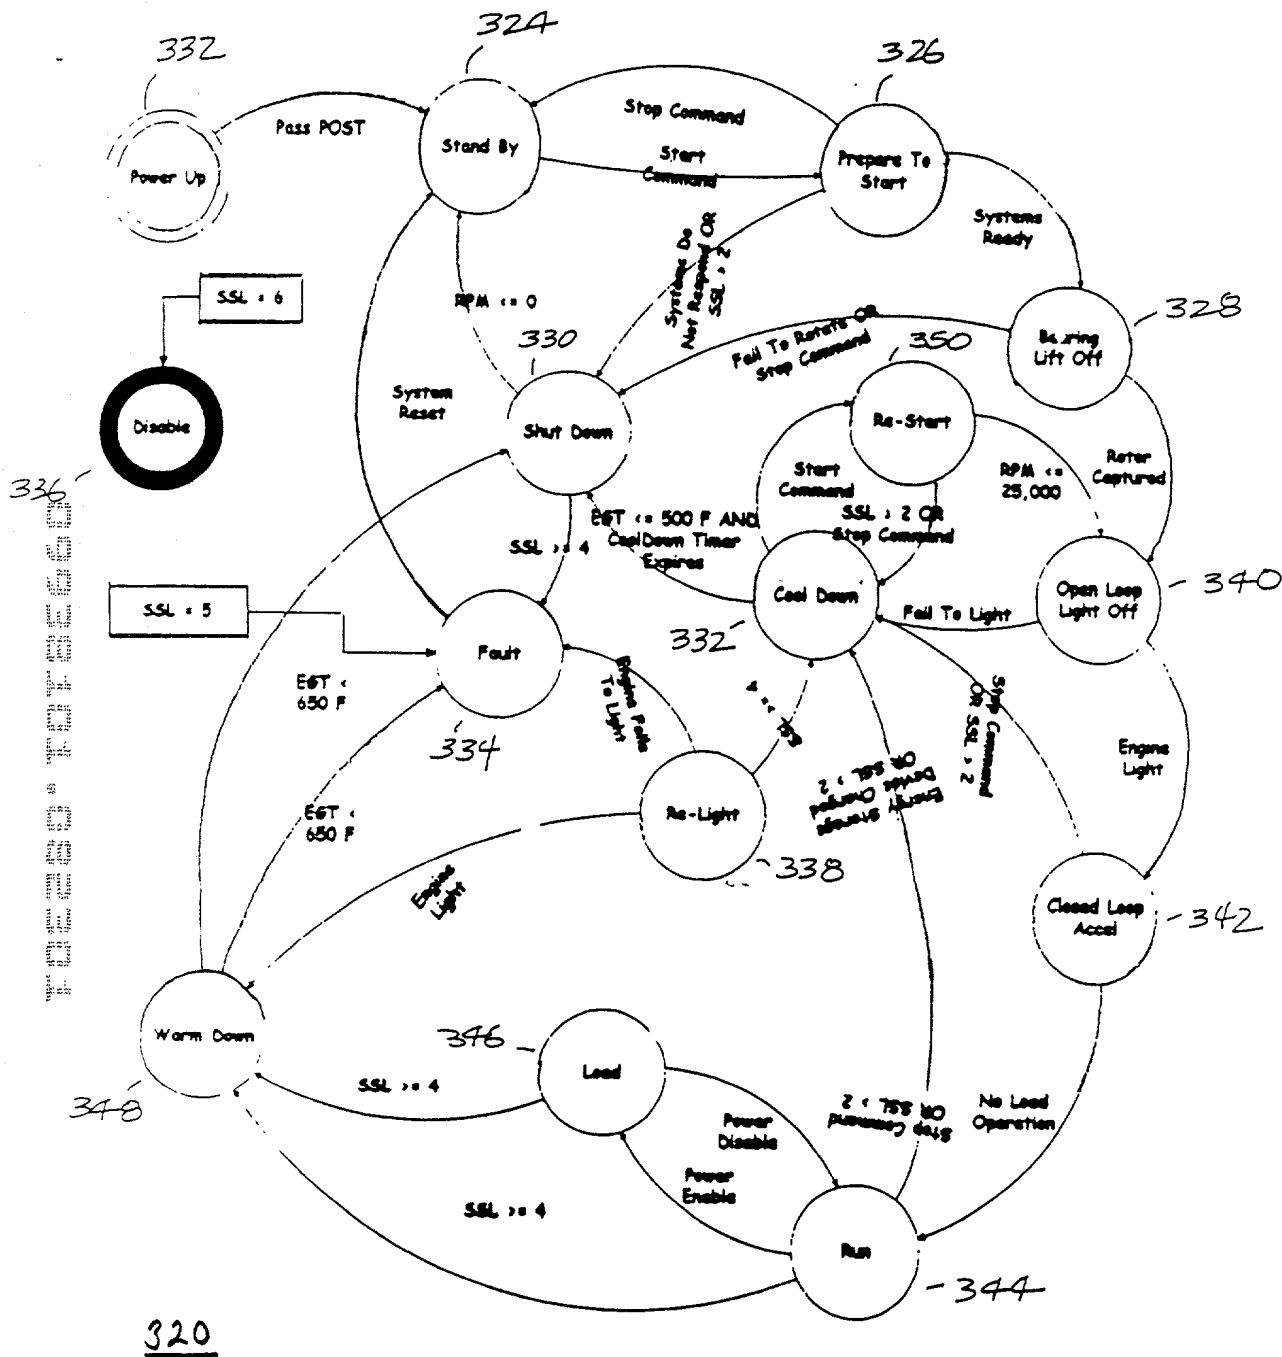 332
324
326
Pass POST
Stop Command
Stand By
Start
Command
Prepare To
Start
Power Up
Systems
Ready
Systems Do
Not Respond OR
SSL > 2
SSL = 6
RPM <= 0
328
330
Fail To Rotate OR
Stop Command
350
Bearing
Lift Off
Disable
System
Reset
Shut Down
Re-Start
336
Start
Command
RPM <=
25,000
Rotor
Captured
EGT <= 500 F AND
CoolDown Timer
Expires
SSL > 2 OR
Stop Command
SSL >= 4
SSL = 5
Cool Down
Open Loop
Light Off
340
Fail To Light
332
Fault
Engine Fails
To Light
EGT <
650 F
334
Stop Command
OR SSL > 2
Energy Storage
Device Charged
OR SSL > 2
Engine
Light
EGT <
650 F
Re-Light
338
Engine
Light
Closed Loop
Accel
342
Warm Down
346
Load
348
SSL >= 4
Power
Disable
Stop Command
OR SSL > 2
No Load
Operation
Power
Enable
SSL >= 4
Run
344
320